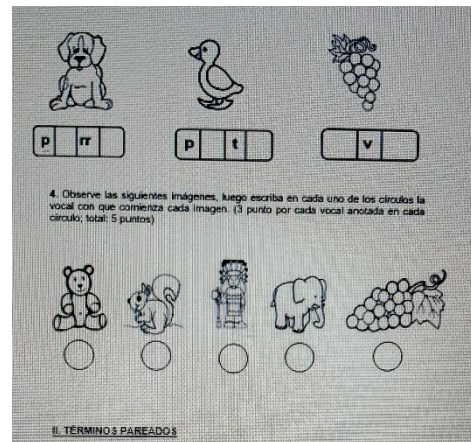 p rr
p t
v
4. Observe las siguientes imágenes, luego escriba en cada uno de los círculos la
vocal con que comienza cada imagen. (3 punto por cada vocal anotada en cada
círculo; total: 5 puntos)
II. TÉRMINOS PAREADOS